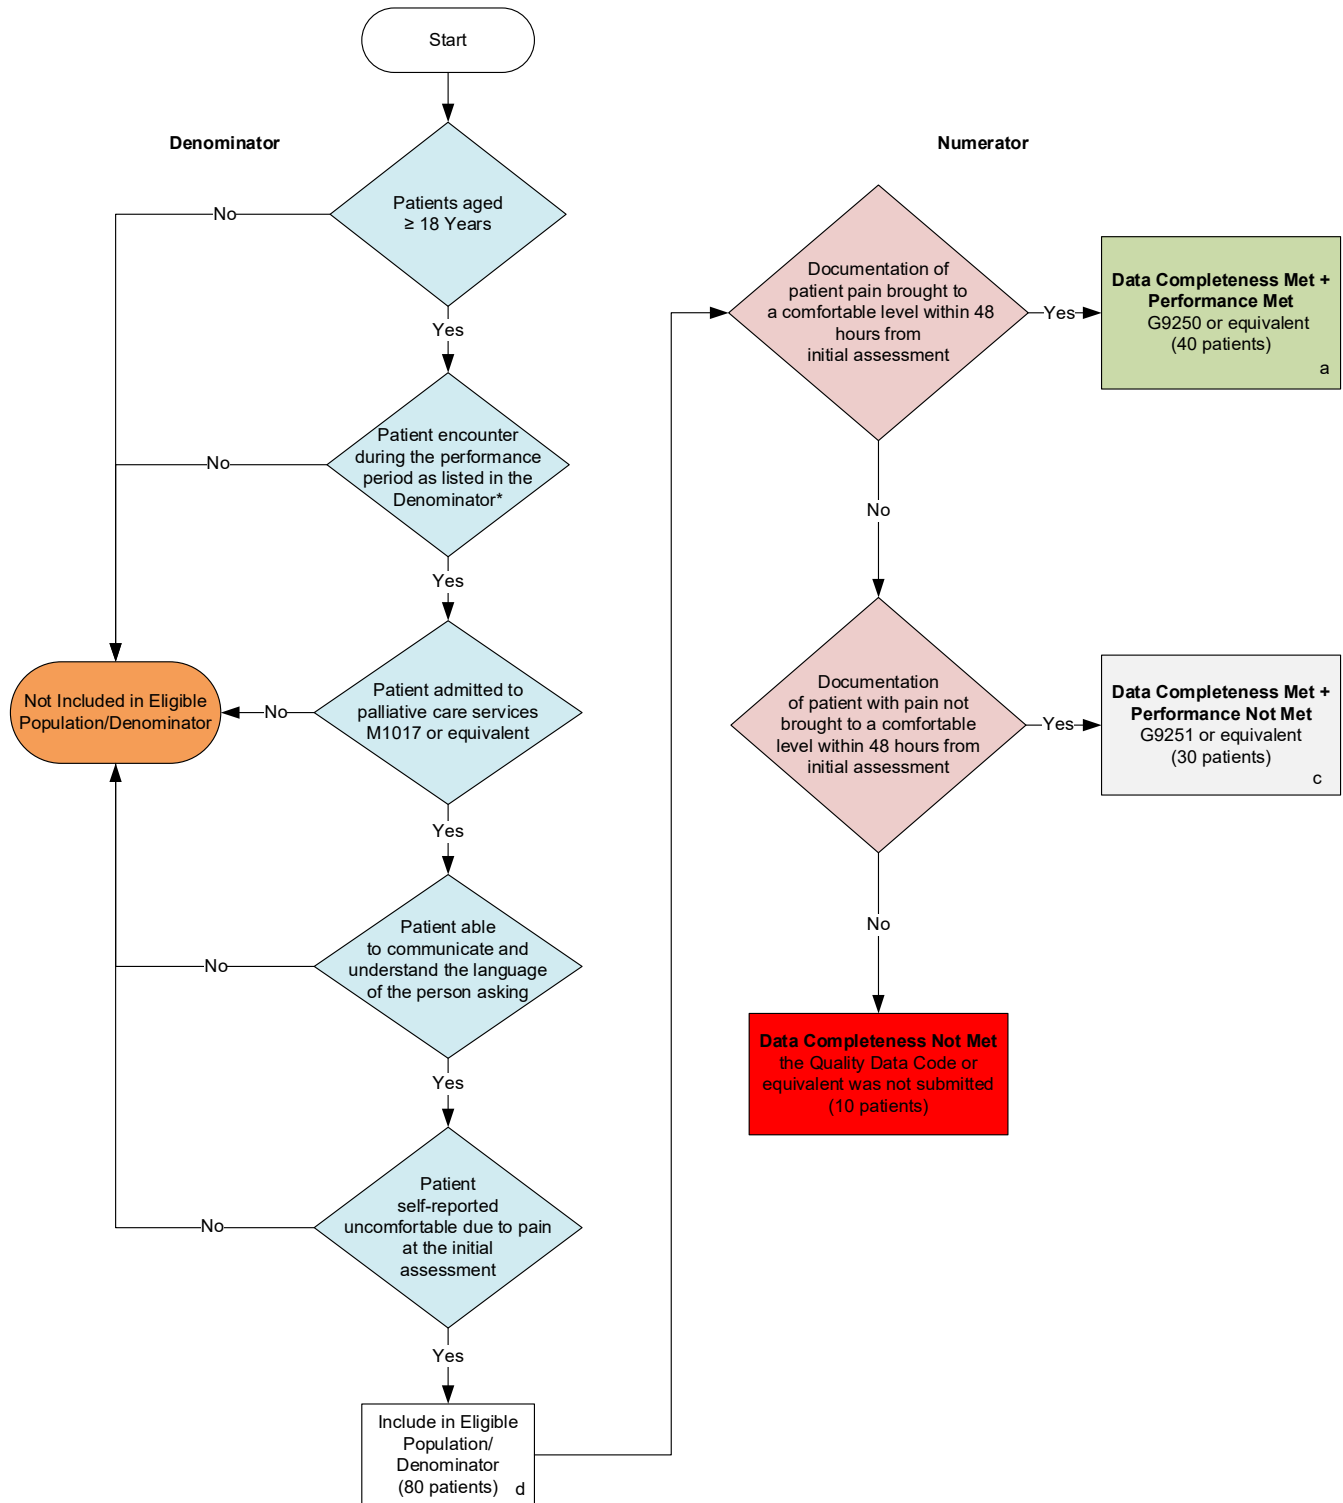 Start
Denominator
Patients aged
≥ 18 Years
No
Yes
Patient encounter
during the performance
period as listed in the
Denominator*
No
Yes
Patient admitted to
palliative care services
M1017 or equivalent
No
Not Included in Eligible
Population/Denominator
Yes
Patient able
to communicate and
understand the language
of the person asking
No
Yes
Patient
self-reported
uncomfortable due to pain
at the initial
assessment
No
Yes
Include in Eligible
Population/
Denominator
(80 patients) d
Numerator
Documentation of
patient pain brought to
a comfortable level within 48
hours from
initial assessment
Yes
Data Completeness Met +
Performance Met
G9250 or equivalent
(40 patients)
a
No
Documentation
of patient with pain not
brought to a comfortable
level within 48 hours from
initial assessment
Yes
Data Completeness Met +
Performance Not Met
G9251 or equivalent
(30 patients)
c
No
Data Completeness Not Met
the Quality Data Code or
equivalent was not submitted
(10 patients)